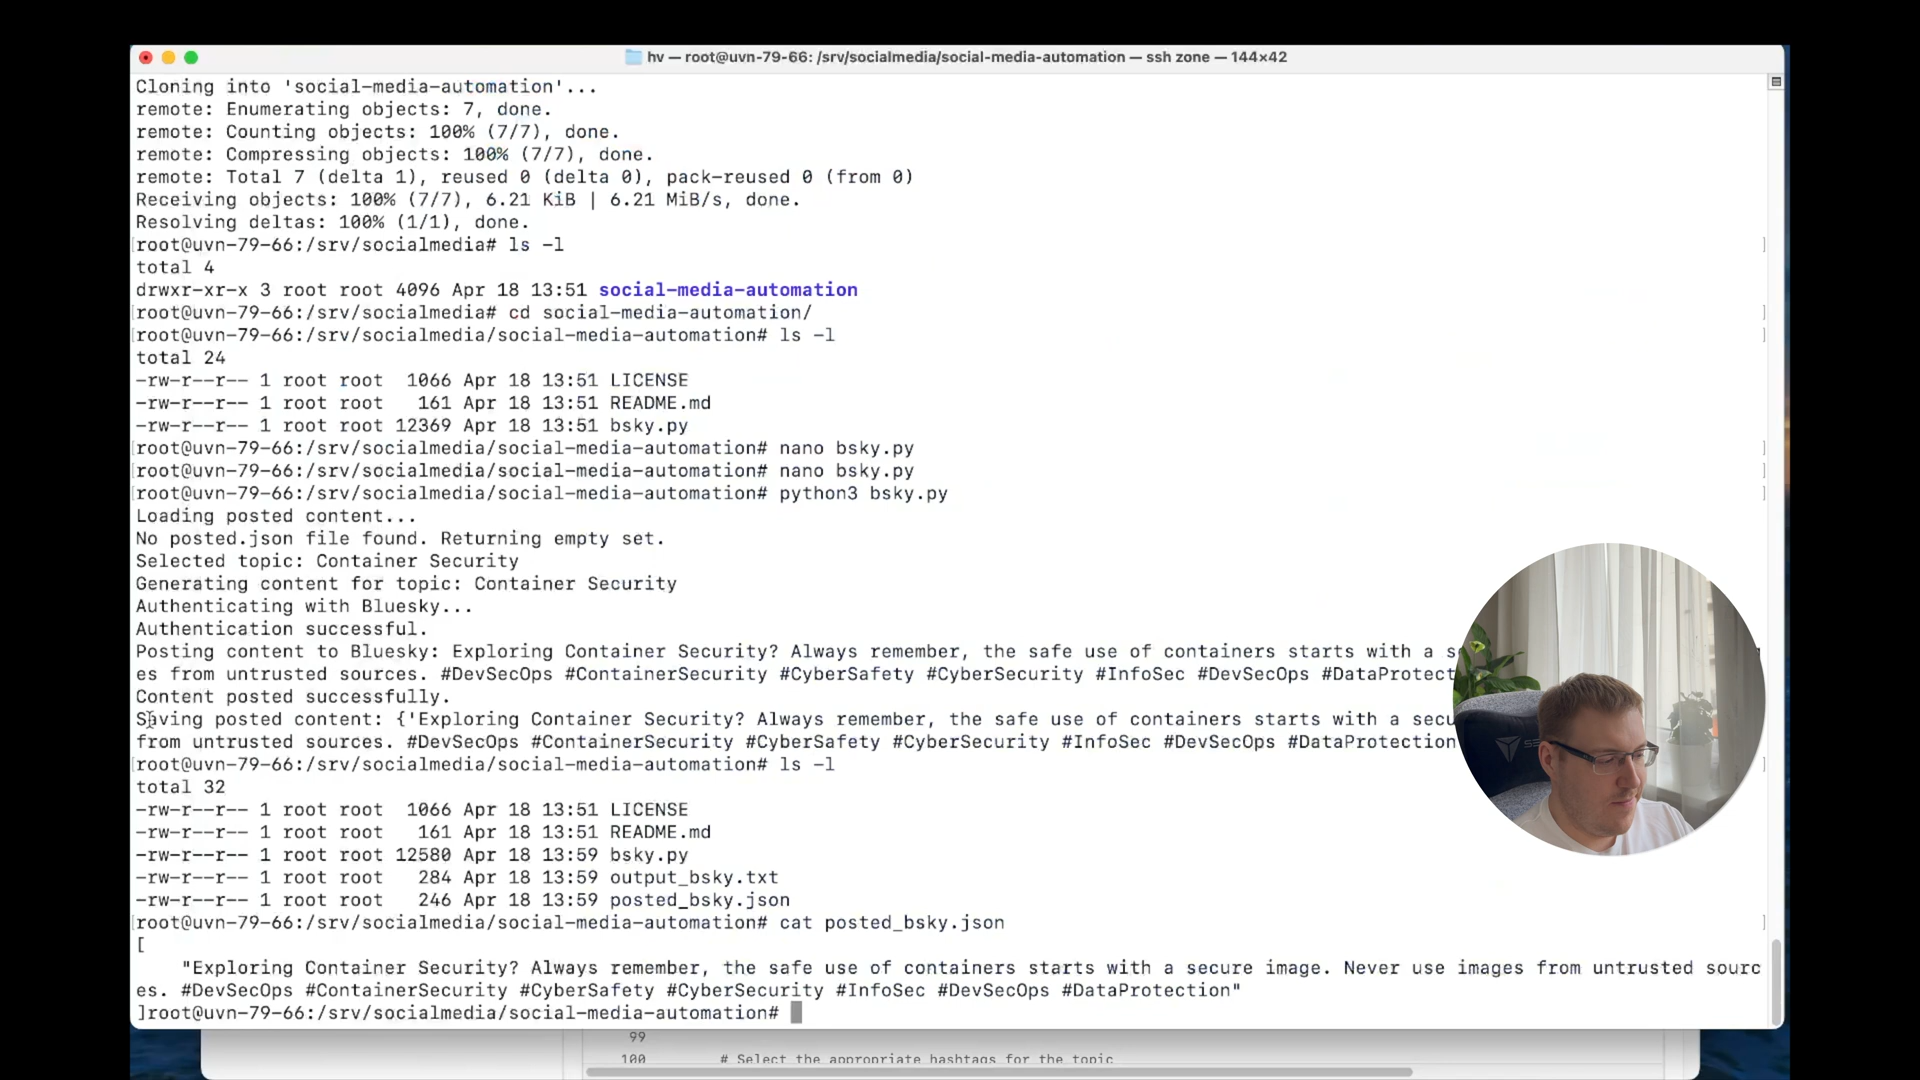 hv — root@uvn-79-66: /srv/socialmedia/social-media-automation — ssh zone — 144×42
Cloning into 'social-media-automation'...
remote: Enumerating objects: 7, done.
remote: Counting objects: 100% (7/7), done.
remote: Compressing objects: 100% (7/7), done.
remote: Total 7 (delta 1), reused 0 (delta 0), pack-reused 0 (from 0)
Receiving objects: 100% (7/7), 6.21 KiB | 6.21 MiB/s, done.
Resolving deltas: 100% (1/1), done.
[root@uvn-79-66:/srv/socialmedia# ls -l ]
total 4
drwxr-xr-x 3 root root 4096 Apr 18 13:51 social-media-automation
[root@uvn-79-66:/srv/socialmedia# cd social-media-automation/ ]
[root@uvn-79-66:/srv/socialmedia/social-media-automation# ls -l ]
total 24
-rw-r--r-- 1 root root  1066 Apr 18 13:51 LICENSE
-rw-r--r-- 1 root root   161 Apr 18 13:51 README.md
-rw-r--r-- 1 root root 12369 Apr 18 13:51 bsky.py
[root@uvn-79-66:/srv/socialmedia/social-media-automation# nano bsky.py ]
[root@uvn-79-66:/srv/socialmedia/social-media-automation# nano bsky.py ]
[root@uvn-79-66:/srv/socialmedia/social-media-automation# python3 bsky.py ]
Loading posted content...
No posted.json file found. Returning empty set.
Selected topic: Container Security
Generating content for topic: Container Security
Authenticating with Bluesky...
Authentication successful.
Posting content to Bluesky: Exploring Container Security? Always remember, the safe use of containers starts with a s
es from untrusted sources. #DevSecOps #ContainerSecurity #CyberSafety #CyberSecurity #InfoSec #DevSecOps #DataProtect
Content posted successfully.
Saving posted content: {'Exploring Container Security? Always remember, the safe use of containers starts with a secu
from untrusted sources. #DevSecOps #ContainerSecurity #CyberSafety #CyberSecurity #InfoSec #DevSecOps #DataProtection
[root@uvn-79-66:/srv/socialmedia/social-media-automation# ls -l ]
total 32
-rw-r--r-- 1 root root  1066 Apr 18 13:51 LICENSE
-rw-r--r-- 1 root root   161 Apr 18 13:51 README.md
-rw-r--r-- 1 root root 12580 Apr 18 13:59 bsky.py
-rw-r--r-- 1 root root   284 Apr 18 13:59 output_bsky.txt
-rw-r--r-- 1 root root   246 Apr 18 13:59 posted_bsky.json
[root@uvn-79-66:/srv/socialmedia/social-media-automation# cat posted_bsky.json ]
[
    "Exploring Container Security? Always remember, the safe use of containers starts with a secure image. Never use images from untrusted sourc
es. #DevSecOps #ContainerSecurity #CyberSafety #CyberSecurity #InfoSec #DevSecOps #DataProtection"
]root@uvn-79-66:/srv/socialmedia/social-media-automation#
99
100 # Select the appropriate hashtags for the topic